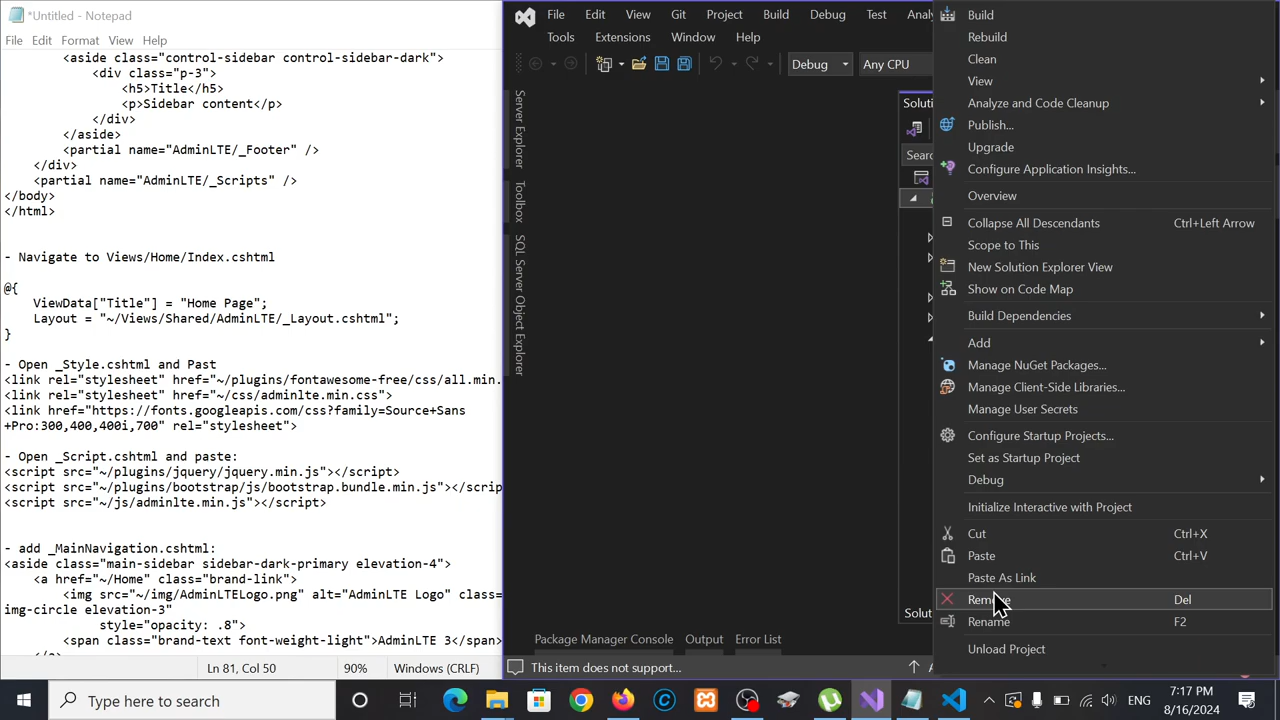 *Untitled - Notepad
File Edit Format View Help
<aside class="control-sidebar control-sidebar-dark">
<div class="p-3">
<h5>Title</h5>
<p>Sidebar content</p>
</div>
</aside>
<partial name="AdminLTE/_Footer" />
</div>
<partial name="AdminLTE/_Scripts" />
</body>
</html>
- Navigate to Views/Home/Index.cshtml
@{
ViewData["Title"] = "Home Page";
Layout = "~/Views/Shared/AdminLTE/_Layout.cshtml";
}
- Open _Style.cshtml and Past
<link rel="stylesheet" href="~/plugins/fontawesome-free/css/all.min.
<link rel="stylesheet" href="~/css/adminlte.min.css">
<link href="https://fonts.googleapis.com/css?family=Source+Sans
+Pro:300,400,400i,700" rel="stylesheet">
- Open _Script.cshtml and paste:
<script src="~/plugins/jquery/jquery.min.js"></script>
<script src="~/plugins/bootstrap/js/bootstrap.bundle.min.js"></scrip
<script src="~/js/adminlte.min.js"></script>
- add _MainNavigation.cshtml:
<aside class="main-sidebar sidebar-dark-primary elevation-4">
<a href="~/Home" class="brand-link">
<img src="~/img/AdminLTELogo.png" alt="AdminLTE Logo" class="
img-circle elevation-3"
style="opacity: .8">
<span class="brand-text font-weight-light">AdminLTE 3</span>
Ln 81, Col 50 90% Windows (CRLF)
File Edit View Git Project Build Debug Test Analy
Tools Extensions Window Help
Debug Any CPU
Server Explorer
Toolbox
SQL Server Object Explorer
Soluti
Searc
Solut
Package Manager Console Output Error List
This item does not support...
Build
Rebuild
Clean
View
Analyze and Code Cleanup
Publish...
Upgrade
Configure Application Insights...
Overview
Collapse All Descendants Ctrl+Left Arrow
Scope to This
New Solution Explorer View
Show on Code Map
Build Dependencies
Add
Manage NuGet Packages...
Manage Client-Side Libraries...
Manage User Secrets
Configure Startup Projects...
Set as Startup Project
Debug
Initialize Interactive with Project
Cut Ctrl+X
Paste Ctrl+V
Paste As Link
Remove Del
Rename F2
Unload Project
Type here to search
ENG
7:17 PM
8/16/2024